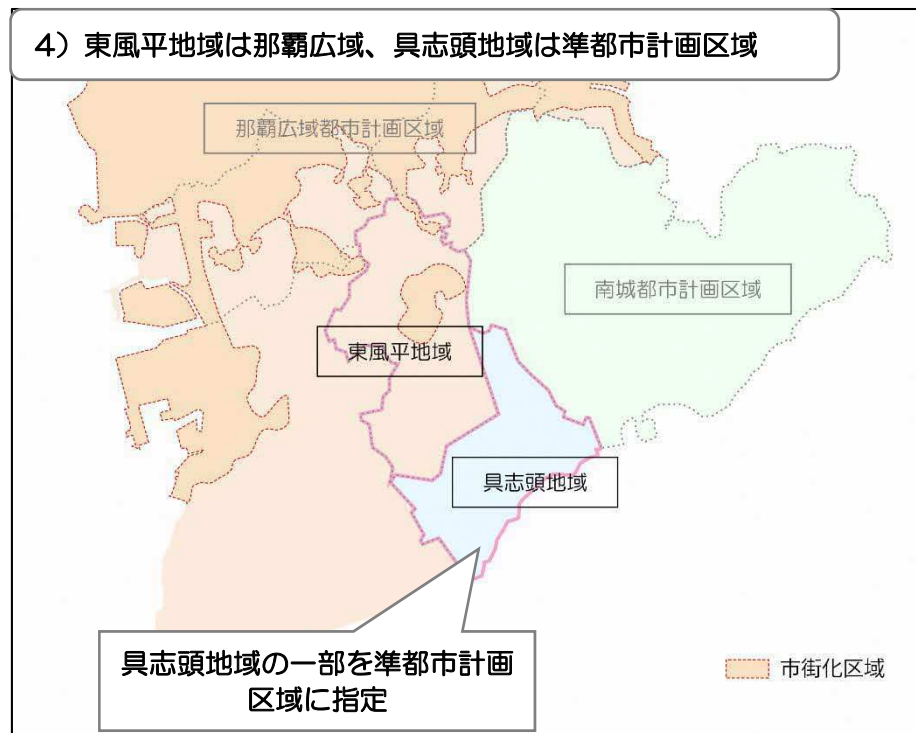 4）東風平地域は那覇広域、具志頭地域は準都市計画区域
那覇広域都市計画区域
南城都市計画区域
東風平地域
具志頭地域
具志頭地域の一部を準都市計画
区域に指定
市街化区域